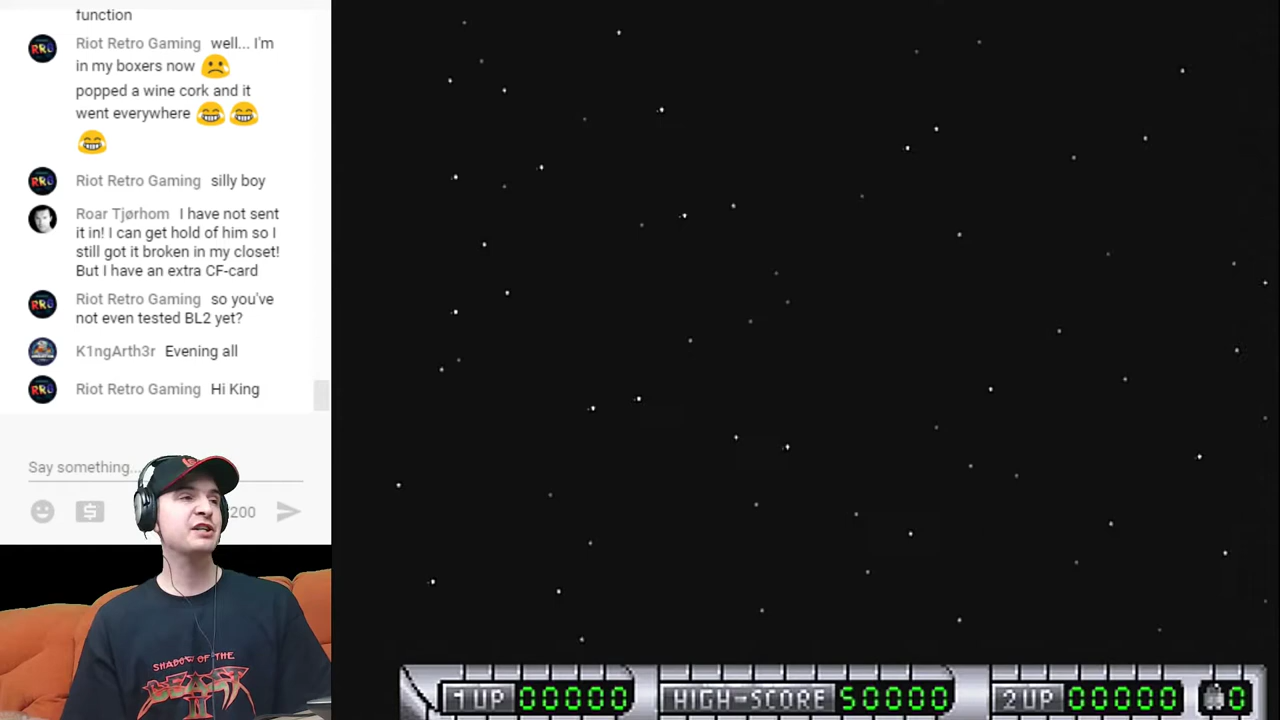 function
Riot Retro Gaming well... I'm
in my boxers now
popped a wine cork and it
went everywhere
Riot Retro Gaming silly boy
Roar Tjørhom I have not sent
it in! I can get hold of him so I
still got it broken in my closet!
But I have an extra CF-card
Riot Retro Gaming so you've
not even tested BL2 yet?
K1ngArth3r Evening all
Riot Retro Gaming Hi King
Say something...
200
SHADOW OF THE
BEAST
II
1UP 00000 HIGH-SCORE 50000 2UP 00000 0